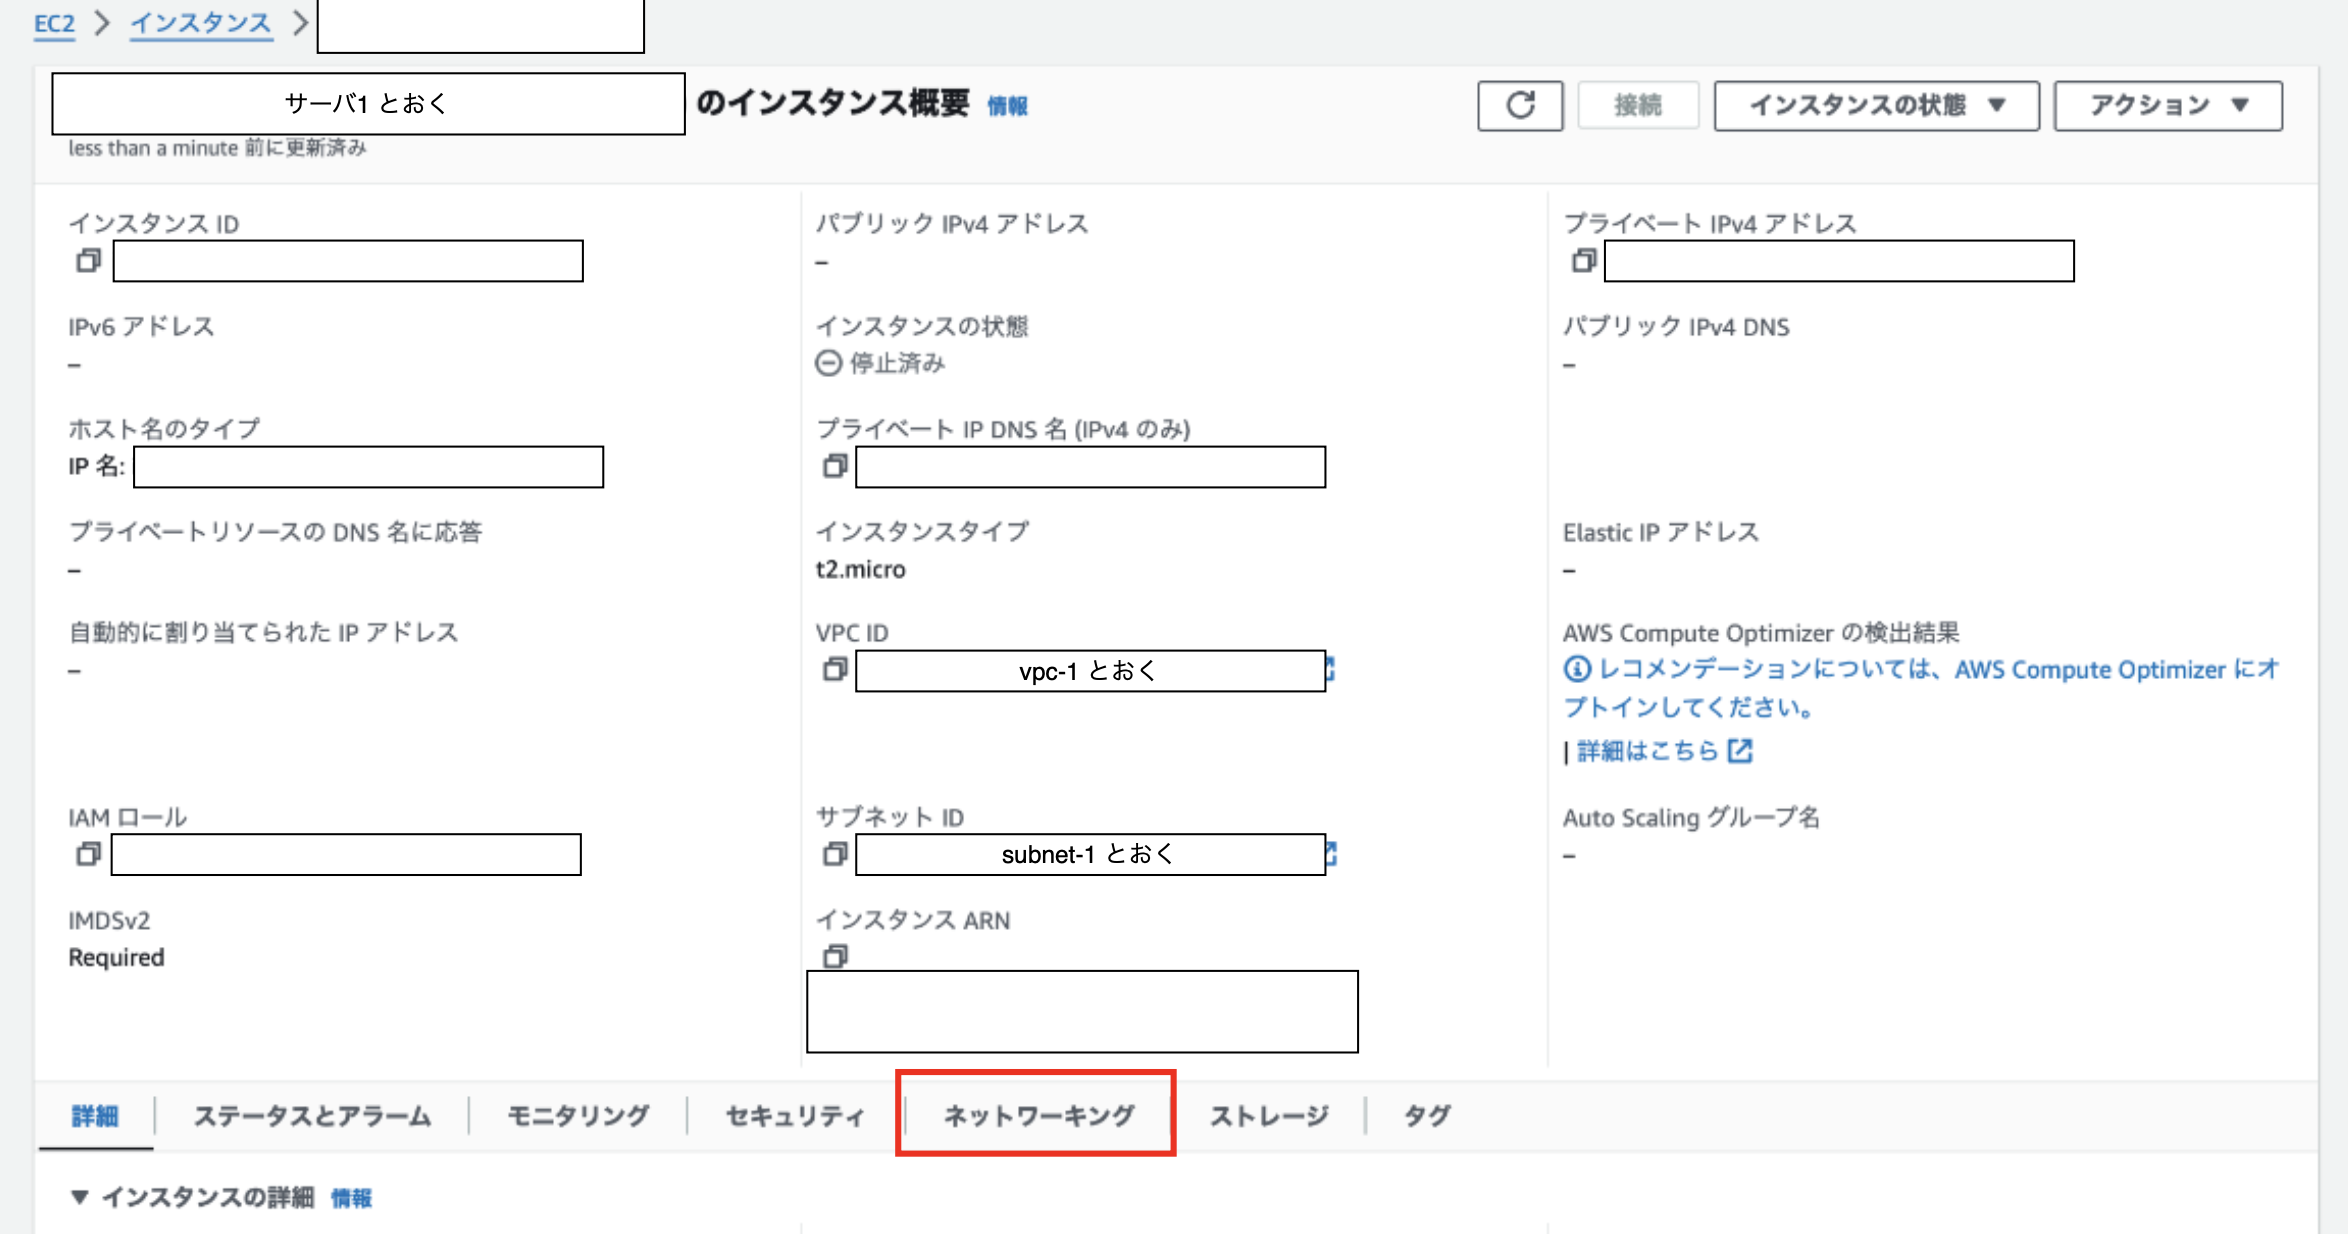 EC2 > インスタンス >
サーバ1 とおく のインスタンス概要 情報
接続
インスタンスの状態 ▼
アクション ▼
less than a minute 前に更新済み
インスタンス ID
パブリック IPv4 アドレス
–
プライベート IPv4 アドレス
IPv6 アドレス
–
インスタンスの状態
停止済み
パブリック IPv4 DNS
–
ホスト名のタイプ
IP 名:
プライベート IP DNS 名 (IPv4 のみ)
プライベートリソースの DNS 名に応答
–
インスタンスタイプ
t2.micro
Elastic IP アドレス
–
自動的に割り当てられた IP アドレス
–
VPC ID
vpc-1 とおく
AWS Compute Optimizer の検出結果
レコメンデーションについては、AWS Compute Optimizer にオ
プトインしてください。
| 詳細はこちら
IAM ロール
サブネット ID
subnet-1 とおく
Auto Scaling グループ名
–
IMDSv2
Required
インスタンス ARN
詳細
ステータスとアラーム
モニタリング
セキュリティ
ネットワーキング
ストレージ
タグ
▼ インスタンスの詳細 情報